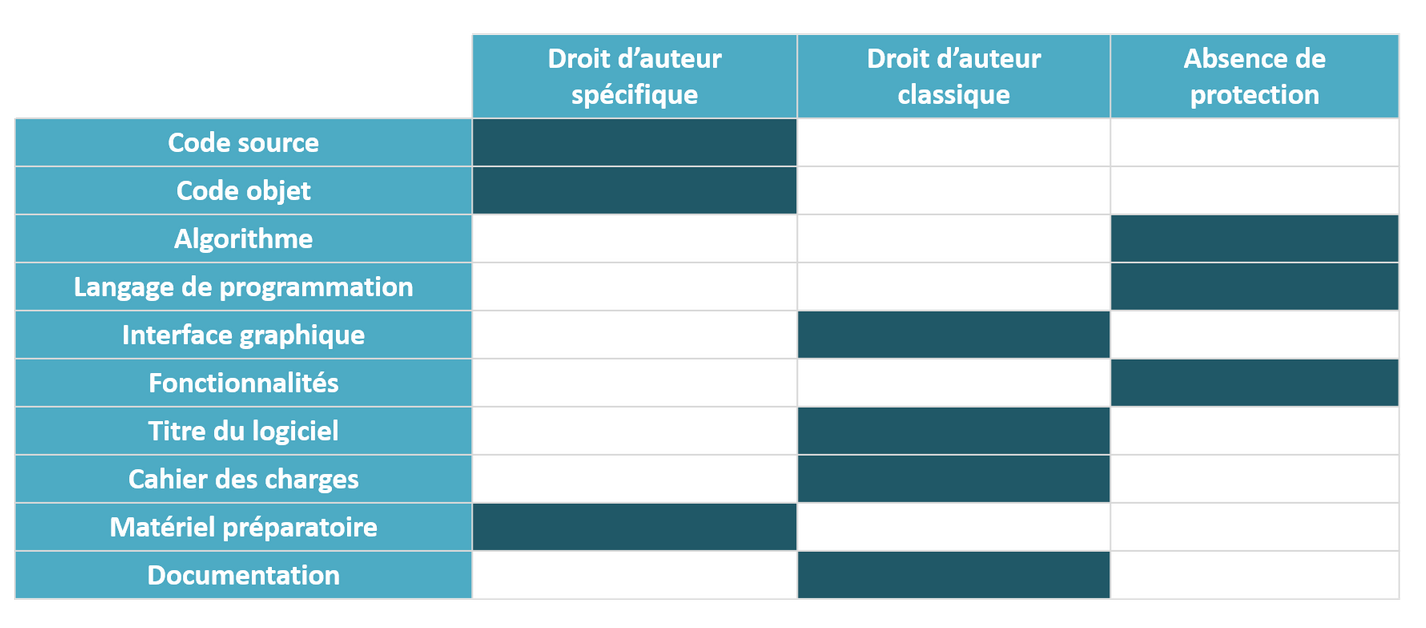 Droit d’auteur
spécifique
Droit d’auteur
classique
Absence de
protection
Code source
Code objet
Algorithme
Langage de programmation
Interface graphique
Fonctionnalités
Titre du logiciel
Cahier des charges
Matériel préparatoire
Documentation